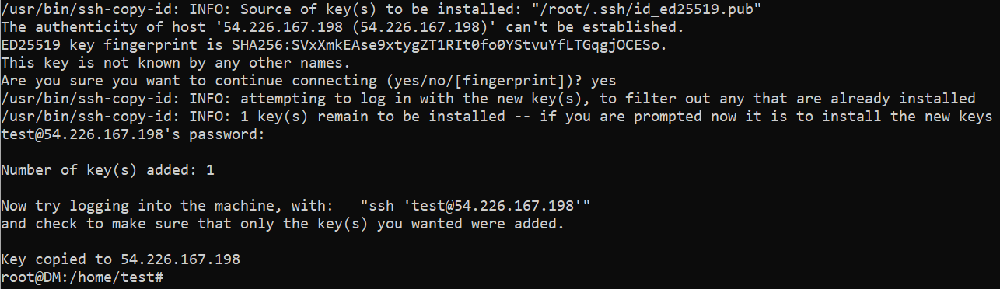 /usr/bin/ssh-copy-id: INFO: Source of key(s) to be installed: "/root/.ssh/id_ed25519.pub"
The authenticity of host '54.226.167.198 (54.226.167.198)' can't be established.
ED25519 key fingerprint is SHA256:SVxXmkEAse9xtygZT1RIt0fo0YStvuYfLTGqgjOCESo.
This key is not known by any other names.
Are you sure you want to continue connecting (yes/no/[fingerprint])? yes
/usr/bin/ssh-copy-id: INFO: attempting to log in with the new key(s), to filter out any that are already installed
/usr/bin/ssh-copy-id: INFO: 1 key(s) remain to be installed -- if you are prompted now it is to install the new keys
test@54.226.167.198's password:
Number of key(s) added: 1
Now try logging into the machine, with:   "ssh 'test@54.226.167.198'"
and check to make sure that only the key(s) you wanted were added.
Key copied to 54.226.167.198
root@DM:/home/test#